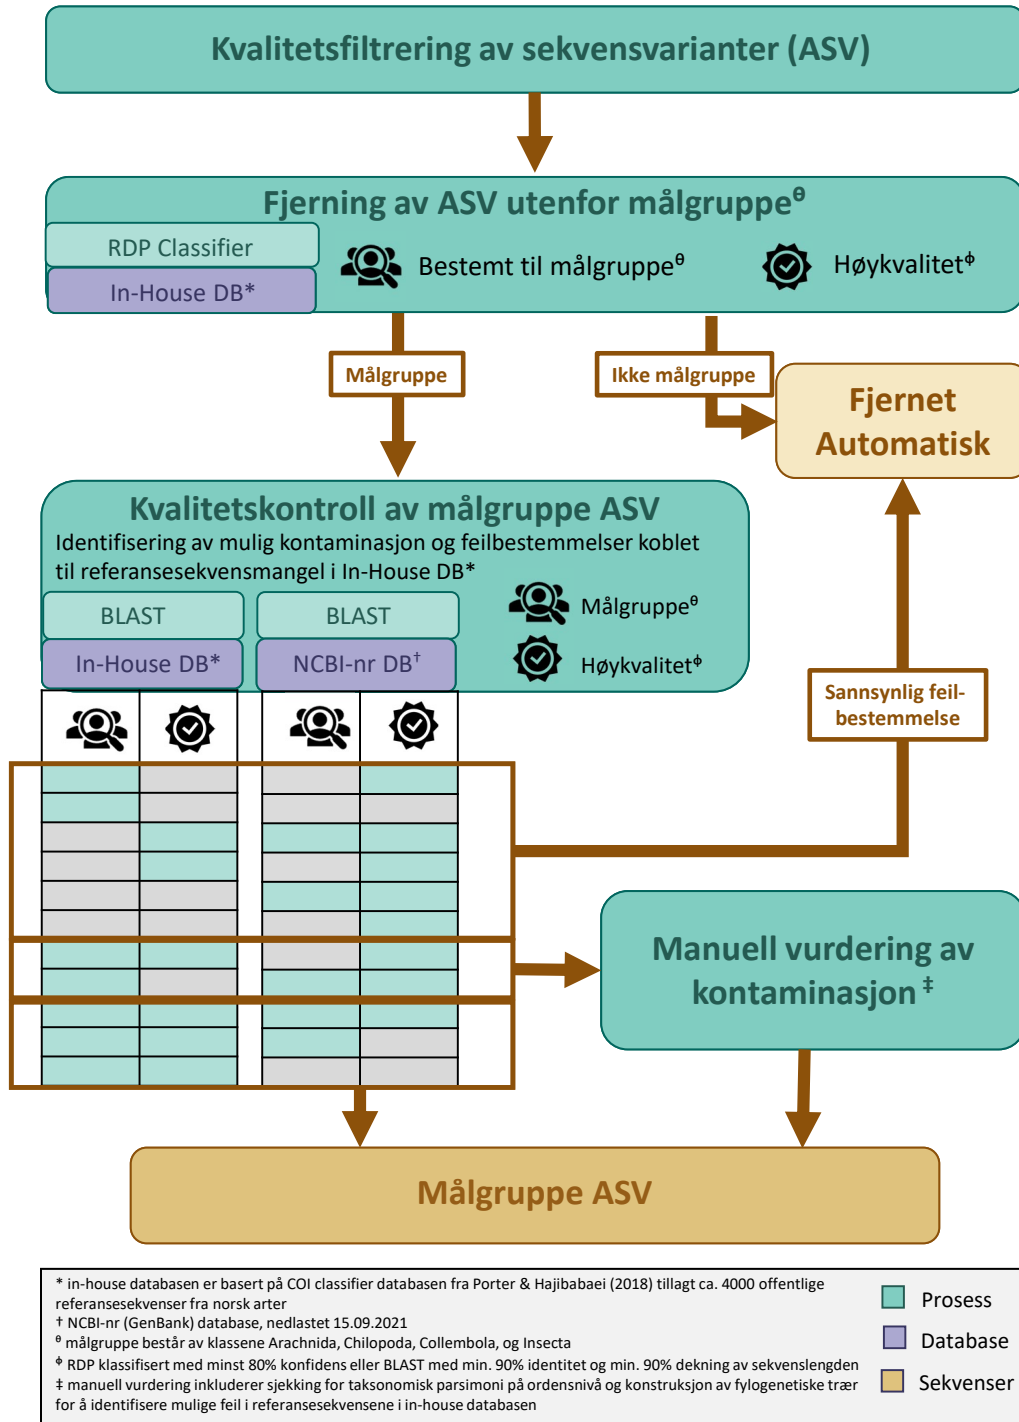 Kvalitetsfiltrering av sekvensvarianter (ASV)
Fjerning av ASV utenfor målgruppeᶿ
RDP Classifier
In-House DB*
Bestemt til målgruppeᶿ
Høykvalitetᶲ
Målgruppe
Ikke målgruppe
Fjernet
Automatisk
Kvalitetskontroll av målgruppe ASV
Identifisering av mulig kontaminasjon og feilbestemmelser koblet
til referansesekvensmangel i In-House DB*
BLAST
In-House DB*
BLAST
NCBI-nr DB†
Målgruppeᶿ
Høykvalitetᶲ
Sannsynlig feil-
bestemmelse
Manuell vurdering av
kontaminasjon ‡
Målgruppe ASV
* in-house databasen er basert på COI classifier databasen fra Porter & Hajibabaei (2018) tillagt ca. 4000 offentlige
referansesekvenser fra norsk arter
† NCBI-nr (GenBank) database, nedlastet 15.09.2021
ᶿ målgruppe består av klassene Arachnida, Chilopoda, Collembola, og Insecta
ᶲ RDP klassifisert med minst 80% konfidens eller BLAST med min. 90% identitet og min. 90% dekning av sekvenslengden
‡ manuell vurdering inkluderer sjekking for taksonomisk parsimoni på ordensnivå og konstruksjon av fylogenetiske trær
for å identifisere mulige feil i referansesekvensene i in-house databasen
Prosess
Database
Sekvenser